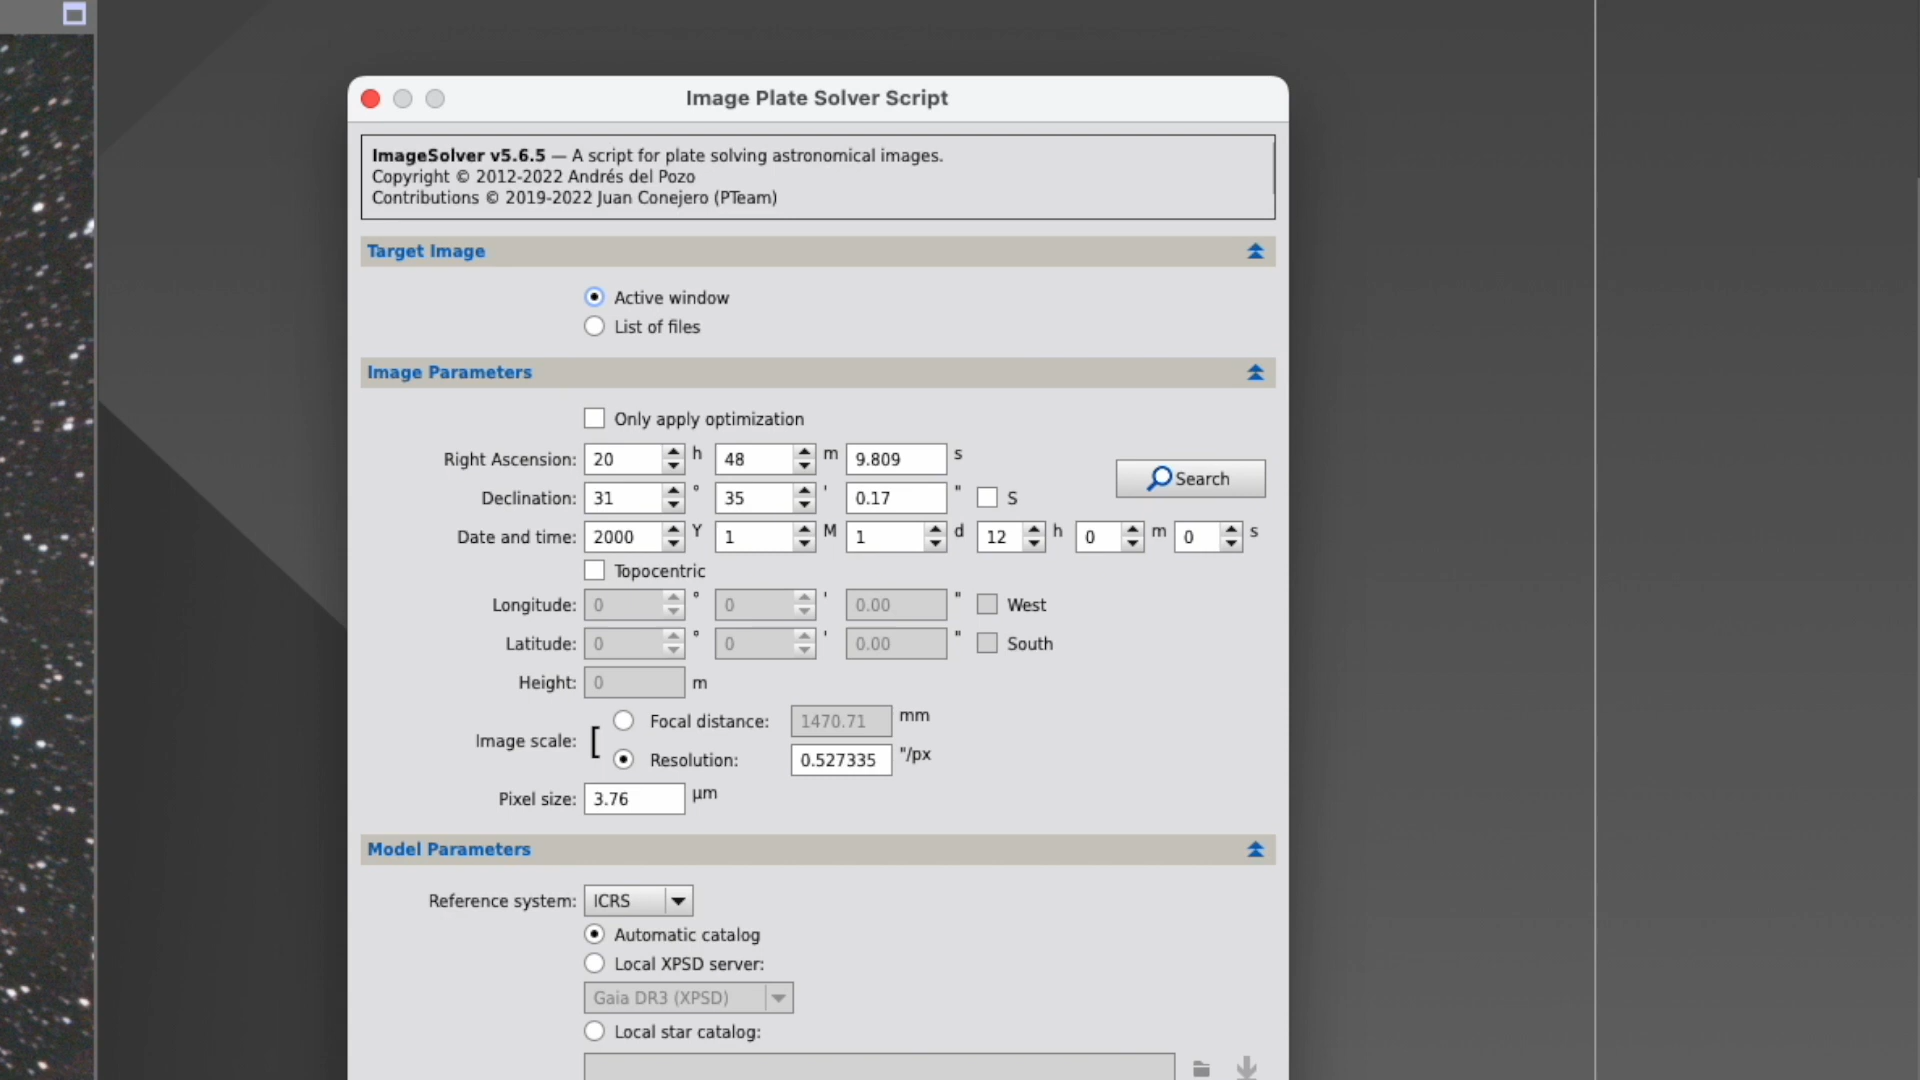 Image Plate Solver Script
ImageSolver v5.6.5 — A script for plate solving astronomical images.
Copyright © 2012-2022 Andrés del Pozo
Contributions © 2019-2022 Juan Conejero (PTeam)
Target Image
Active window
List of files
Image Parameters
Only apply optimization
Right Ascension: 20 h 48 m 9.809 s
Search
Declination: 31 ° 35 ' 0.17 " S
Date and time: 2000 Y 1 M 1 d 12 h 0 m 0 s
Topocentric
Longitude: 0 ° 0 ' 0.00 " West
Latitude: 0 ° 0 ' 0.00 " South
Height: 0 m
Focal distance: 1470.71 mm
Image scale: [
Resolution: 0.527335 "/px
Pixel size: 3.76 µm
Model Parameters
Reference system: ICRS
Automatic catalog
Local XPSD server:
Gaia DR3 (XPSD)
Local star catalog: